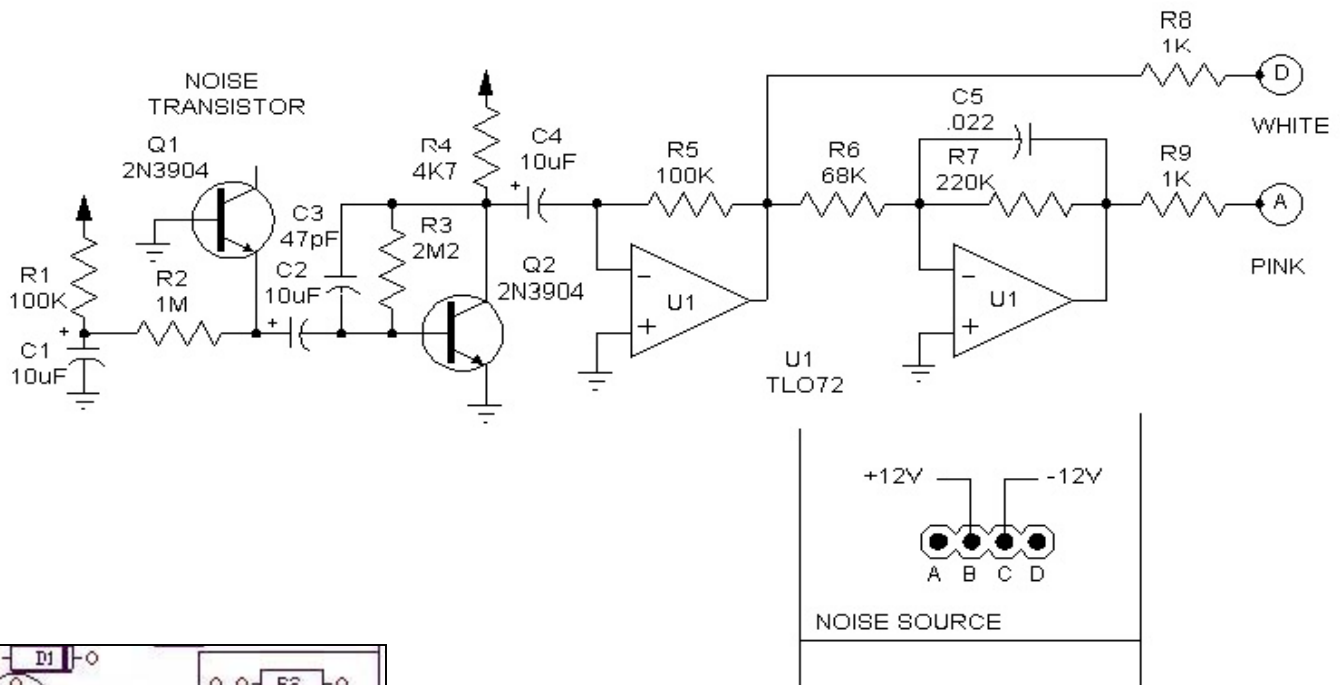 R8
1K
D
WHITE
NOISE
TRANSISTOR
Q1
2N3904
R4
4K7
C4
10uF
R5
100K
R6
68K
C5
.022
R7
220K
R9
1K
A
PINK
C3
47pF
R3
2M2
R1
100K
R2
1M
C2
10uF
Q2
2N3904
+
+
+
C1
10uF
−
+
U1
−
+
U1
U1
TLO72
+12V
-12V
A B C D
NOISE SOURCE
D1